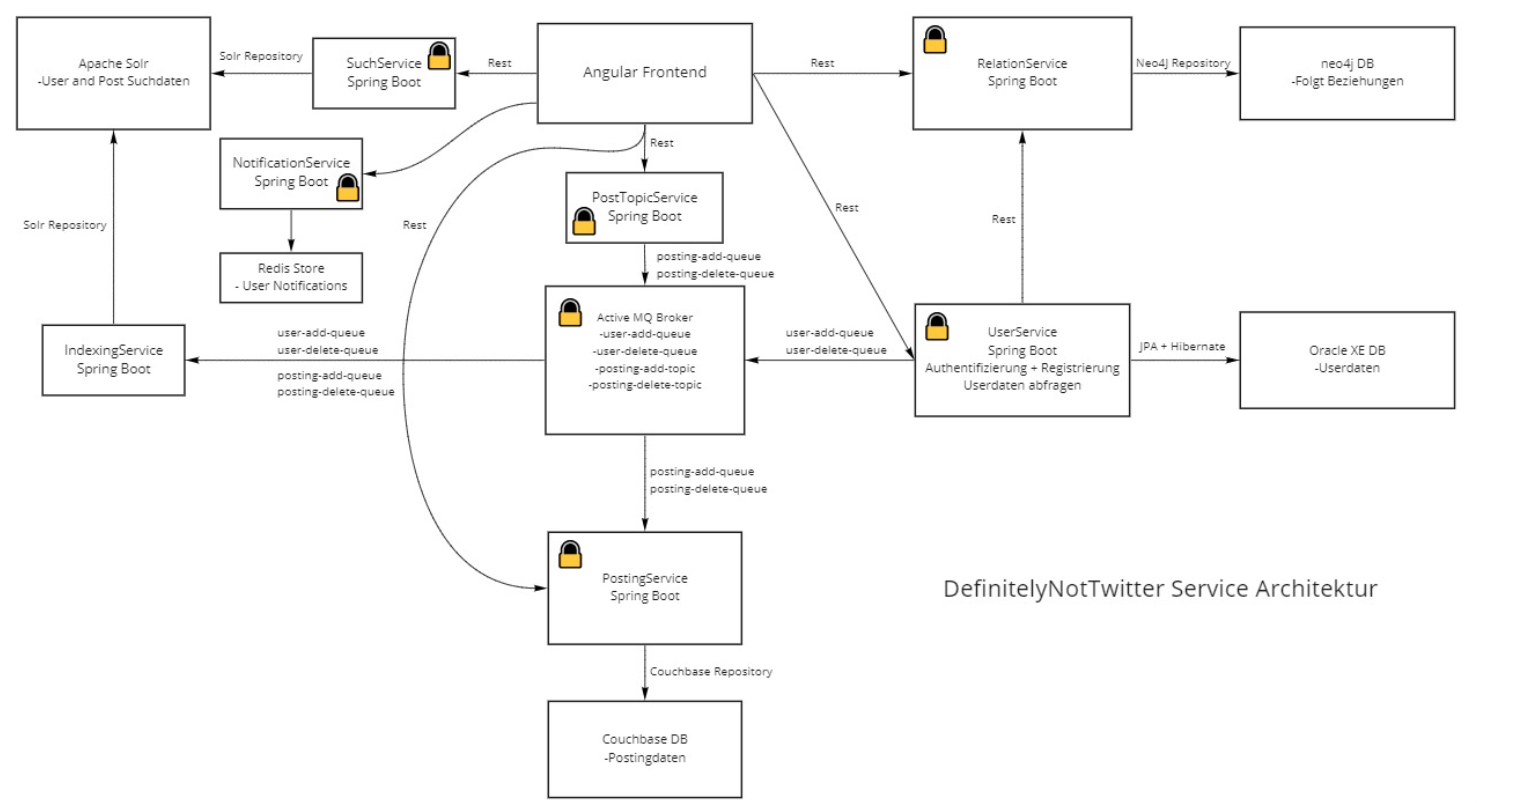 Apache Solr
-User and Post Suchdaten
Solr Repository
SuchService
Spring Boot
Rest
Angular Frontend
Rest
RelationService
Spring Boot
Neo4J Repository
neo4j DB
-Folgt Beziehungen
NotificationService
Spring Boot
Rest
PostTopicService
Spring Boot
Rest
Rest
Rest
Solr Repository
Redis Store
- User Notifications
posting-add-queue
posting-delete-queue
IndexingService
Spring Boot
user-add-queue
user-delete-queue
posting-add-queue
posting-delete-queue
Active MQ Broker
-user-add-queue
-user-delete-queue
-posting-add-topic
-posting-delete-topic
user-add-queue
user-delete-queue
UserService
Spring Boot
Authentifizierung + Registrierung
Userdaten abfragen
JPA + Hibernate
Oracle XE DB
-Userdaten
posting-add-queue
posting-delete-queue
PostingService
Spring Boot
DefinitelyNotTwitter Service Architektur
Couchbase Repository
Couchbase DB
-Postingdaten